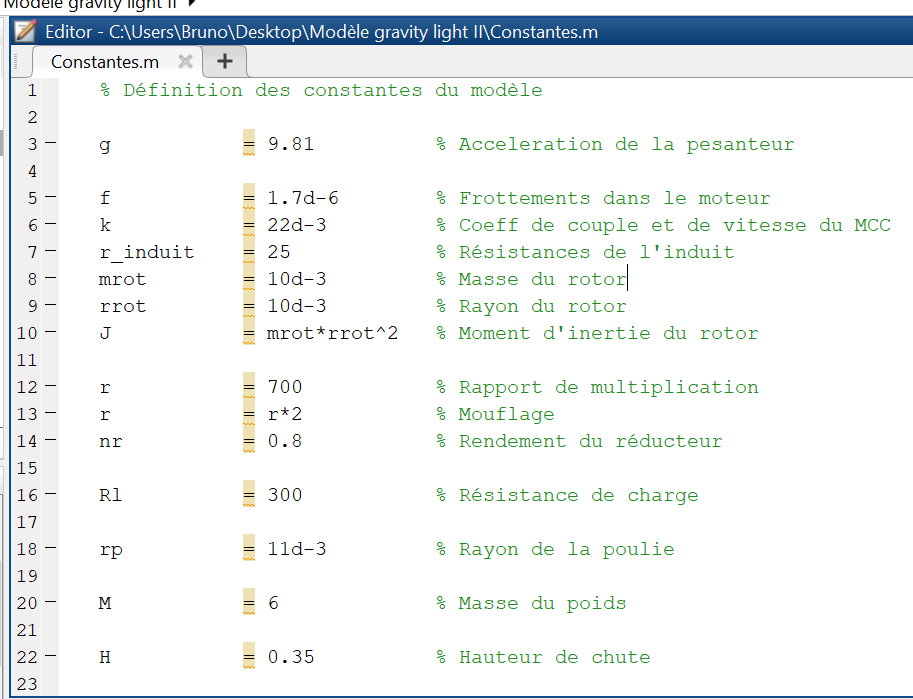 Modèle gravity light II
Editor - C:\Users\Bruno\Desktop\Modèle gravity light II\Constantes.m
Constantes.m
1 % Définition des constantes du modèle
2
3 g = 9.81 % Acceleration de la pesanteur
4
5 f = 1.7d-6 % Frottements dans le moteur
6 k = 22d-3 % Coeff de couple et de vitesse du MCC
7 r_induit = 25 % Résistances de l'induit
8 mrot = 10d-3 % Masse du rotor
9 rrot = 10d-3 % Rayon du rotor
10 J = mrot*rrot^2 % Moment d'inertie du rotor
11
12 r = 700 % Rapport de multiplication
13 r = r*2 % Mouflage
14 nr = 0.8 % Rendement du réducteur
15
16 Rl = 300 % Résistance de charge
17
18 rp = 11d-3 % Rayon de la poulie
19
20 M = 6 % Masse du poids
21
22 H = 0.35 % Hauteur de chute
23